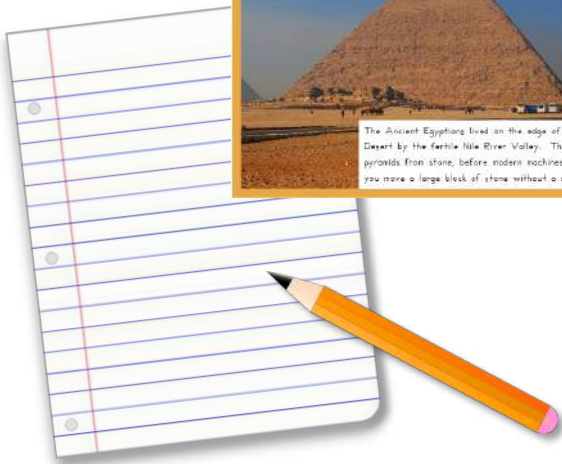 The Ancient Egyptians lived on the edge of
Desert by the fertile Nile River Valley. Th
pyramids from stone, before modern machines
you move a large block of stone without a